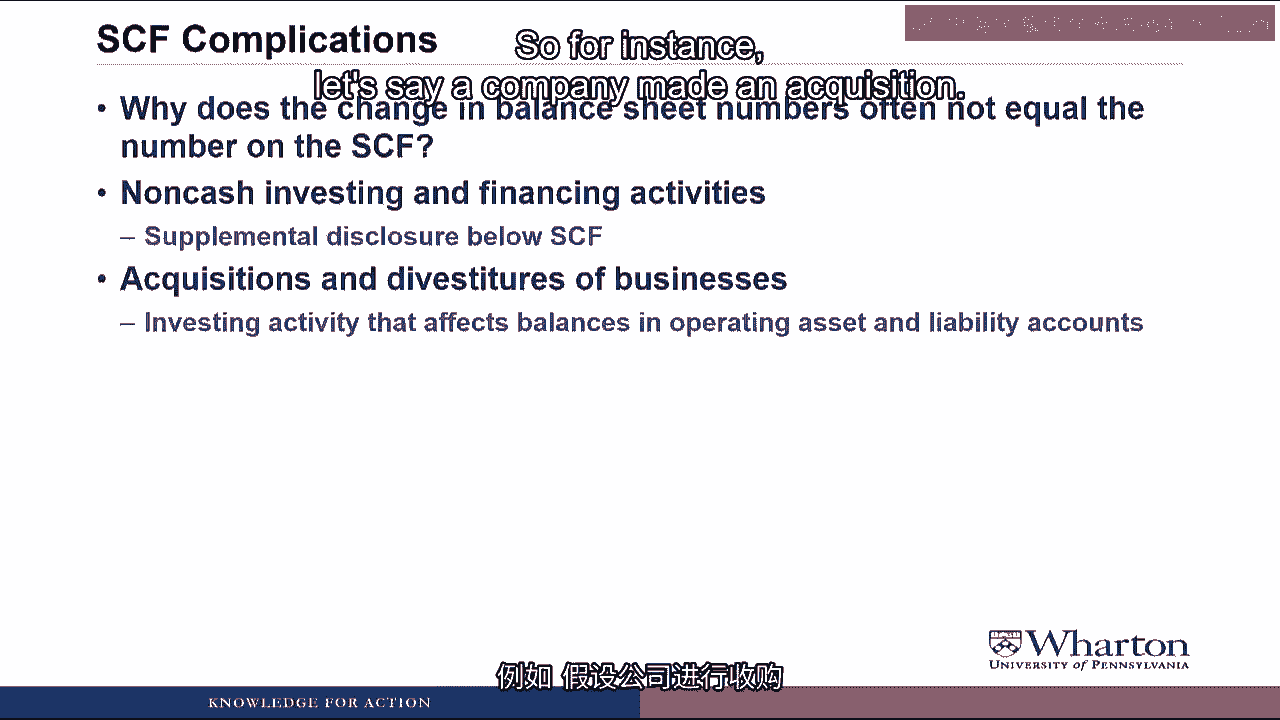 SCF Complications
So for instance,
let's say a company made an acquisition.
• Why does the change in balance sheet numbers often not equal the
number on the SCF?
• Noncash investing and financing activities
– Supplemental disclosure below SCF
• Acquisitions and divestitures of businesses
– Investing activity that affects balances in operating asset and liability accounts
Wharton
UNIVERSITY of PENNSYLVANIA
例如 假设公司进行收购
KNOWLEDGE FOR ACTION